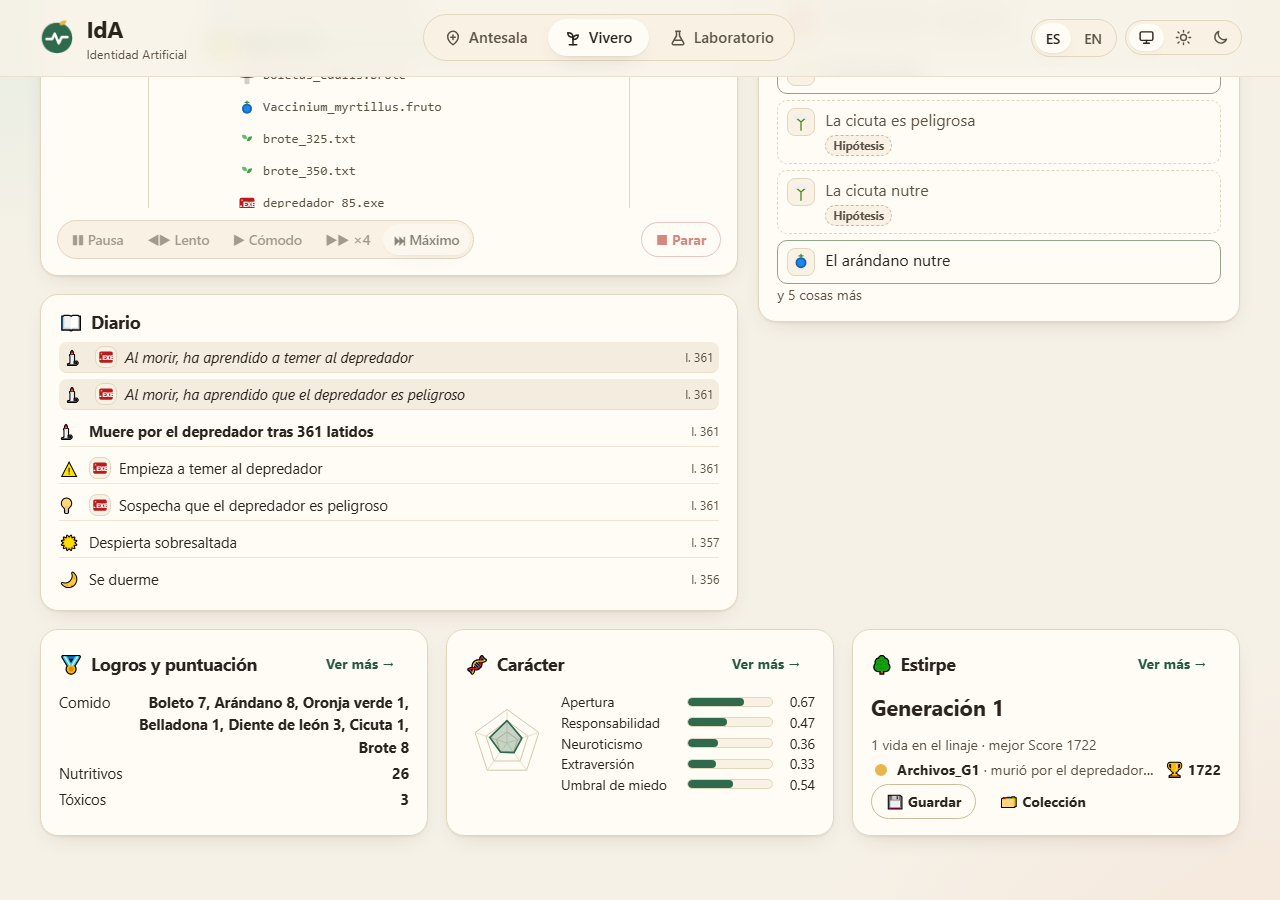 IdA
Identidad Artificial
Antesala
Vivero
Laboratorio
ES
EN
Vaccinium_myrtillus.fruto
brote_325.txt
brote_350.txt
depredador_85.exe
Pausa
Lento
Cómodo
×4
Máximo
Parar
La cicuta es peligrosa
Hipótesis
La cicuta nutre
Hipótesis
El arándano nutre
y 5 cosas más
Diario
Al morir, ha aprendido a temer al depredador
l. 361
Al morir, ha aprendido que el depredador es peligroso
l. 361
Muere por el depredador tras 361 latidos
l. 361
Empieza a temer al depredador
l. 361
Sospecha que el depredador es peligroso
l. 361
Despierta sobresaltada
l. 357
Se duerme
l. 356
Logros y puntuación
Ver más →
Comido
Boleto 7, Arándano 8, Oronja verde 1,
Belladona 1, Diente de león 3, Cicuta 1,
Brote 8
Nutritivos
26
Tóxicos
3
Carácter
Ver más →
Apertura
0.67
Responsabilidad
0.47
Neuroticismo
0.36
Extraversión
0.33
Umbral de miedo
0.54
Estirpe
Ver más →
Generación 1
1 vida en el linaje · mejor Score 1722
Archivos_G1 · murió por el depredador…
1722
Guardar
Colección